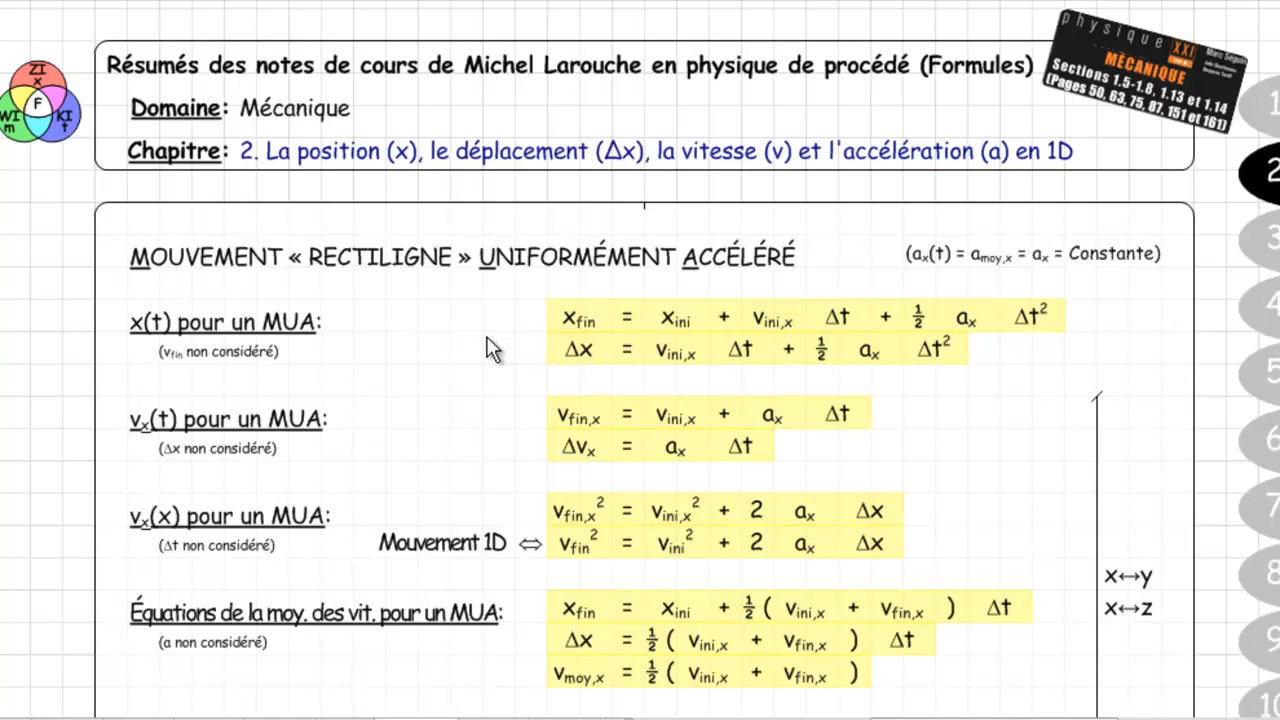 Résumés des notes de cours de Michel Larouche en physique de procédé (Formules)
Domaine: Mécanique
Chapitre: 2. La position (x), le déplacement (Δx), la vitesse (v) et l'accélération (a) en 1D
physique XXI
MÉCANIQUE
Sections 1.5-1.8, 1.13 et 1.14
(Pages 50, 63, 75, 87, 151 et 161)
ZI
x
WI
m
F
KI
t
1
2
3
4
5
6
7
8
9
10
MOUVEMENT « RECTILIGNE » UNIFORMÉMENT ACCÉLÉRÉ (aₓ(t) = a_moy,x = aₓ = Constante)
x(t) pour un MUA: x_fin = x_ini + v_ini,x Δt + ½ aₓ Δt²
(v_fin non considéré) Δx = v_ini,x Δt + ½ aₓ Δt²
vₓ(t) pour un MUA: v_fin,x = v_ini,x + aₓ Δt
(Δx non considéré) Δvₓ = aₓ Δt
vₓ(x) pour un MUA: v_fin,x² = v_ini,x² + 2 aₓ Δx
(Δt non considéré) Mouvement 1D ⇔ v_fin² = v_ini² + 2 aₓ Δx
x↔y
x↔z
Équations de la moy. des vit. pour un MUA: x_fin = x_ini + ½ ( v_ini,x + v_fin,x ) Δt
(a non considéré) Δx = ½ ( v_ini,x + v_fin,x ) Δt
v_moy,x = ½ ( v_ini,x + v_fin,x )